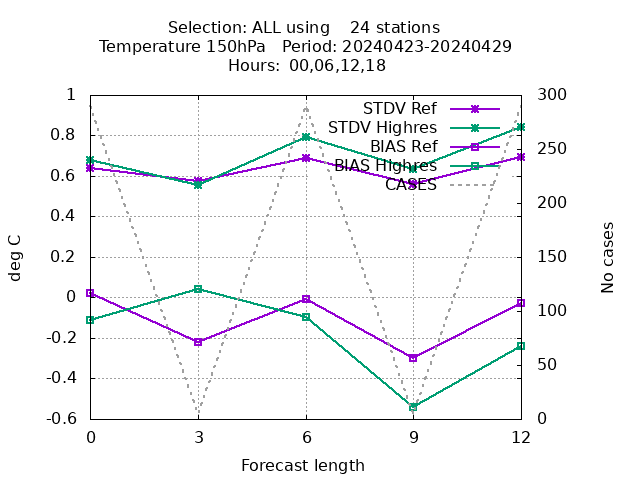 Selection: ALL using    24 stations
Temperature 150hPa   Period: 20240423-20240429
Hours: 00,06,12,18
STDV Ref
STDV Highres
BIAS Ref
BIAS Highres
CASES
1
0.8
0.6
0.4
0.2
0
-0.2
-0.4
-0.6
deg C
300
250
200
150
100
50
0
No cases
0 3 6 9 12
Forecast length